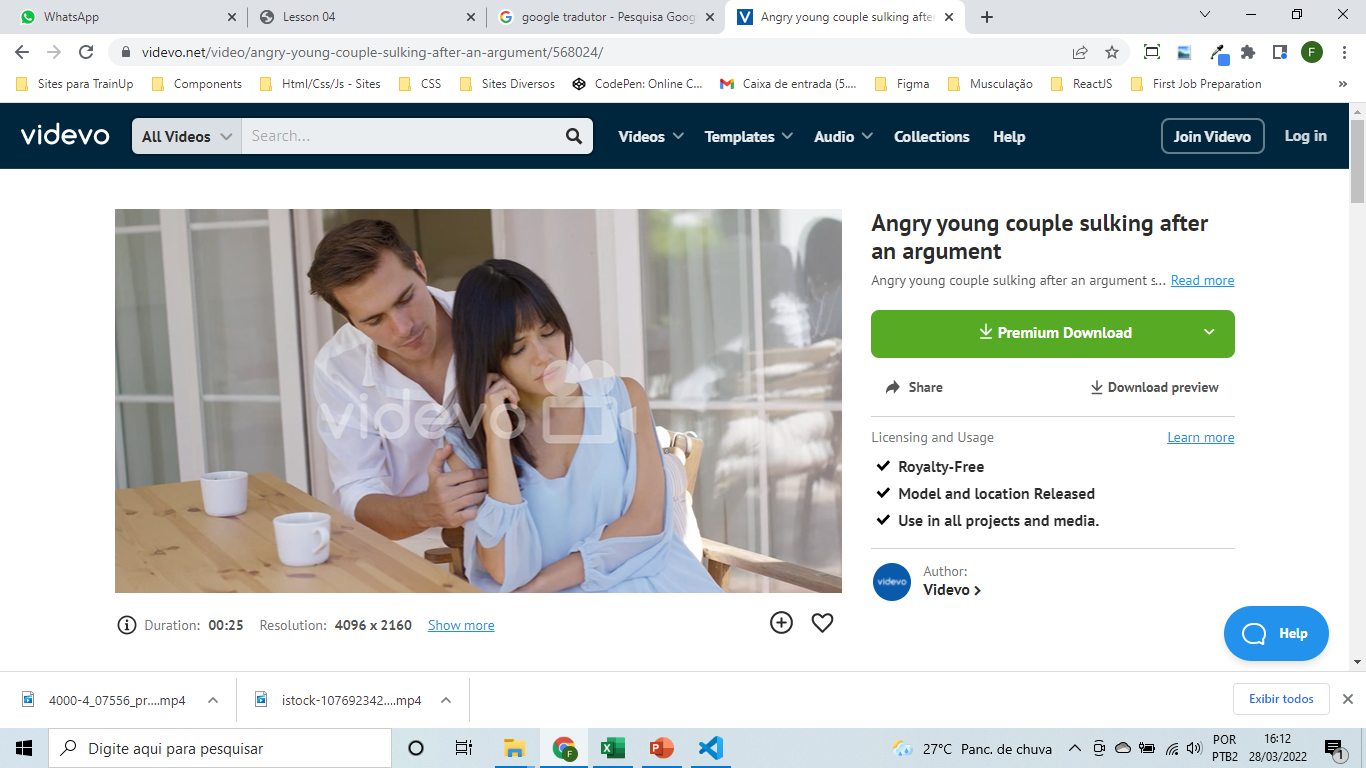 WhatsApp
Lesson 04
google tradutor - Pesquisa Goog
Angry young couple sulking afte
videvo.net/video/angry-young-couple-sulking-after-an-argument/568024/
F
Sites para TrainUp
Components
Html/Css/Js - Sites
CSS
Sites Diversos
CodePen: Online C...
Caixa de entrada (5....
Figma
Musculação
ReactJS
First Job Preparation
videvo
All Videos
Search...
Videos
Templates
Audio
Collections
Help
Join Videvo
Log in
videvo
Angry young couple sulking after
an argument
Angry young couple sulking after an argument s... Read more
Premium Download
Share
Download preview
Licensing and Usage
Learn more
Royalty-Free
Model and location Released
Use in all projects and media.
videvo
Author:
Videvo
Duration: 00:25 Resolution: 4096 x 2160 Show more
Help
4000-4_07556_pr....mp4
istock-107692342....mp4
Exibir todos
Digite aqui para pesquisar
F
27°C Panc. de chuva
POR
PTB2
16:12
28/03/2022
1